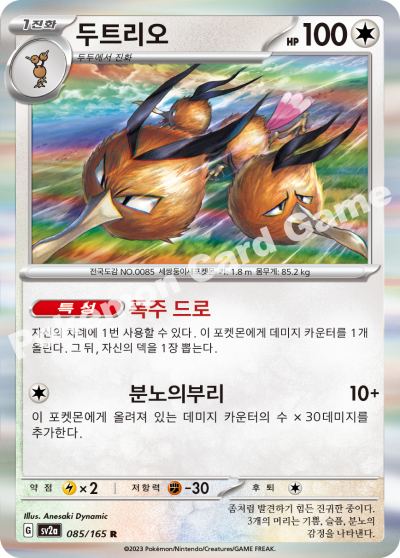 1진화
두트리오
HP 100
두두에서 진화
전국도감 NO.0085 세쌍둥이새포켓몬 키: 1.8 m 몸무게: 85.2 kg
특성 폭주 드로
자신의 차례에 1번 사용할 수 있다. 이 포켓몬에게 데미지 카운터를 1개
올린다. 그 뒤, 자신의 덱을 1장 뽑는다.
분노의부리 10+
이 포켓몬에게 올려져 있는 데미지 카운터의 수 × 30데미지를
추가한다.
약점 ×2 저항력 -30 후퇴
Illus. Anesaki Dynamic
G sv2a 085/165 R
좀처럼 발견하기 힘든 진귀한 종이다.
3개의 머리는 기쁨, 슬픔, 분노의
감정을 나타낸다.
©2023 Pokémon/Nintendo/Creatures/GAME FREAK.
Pokémon Card Game